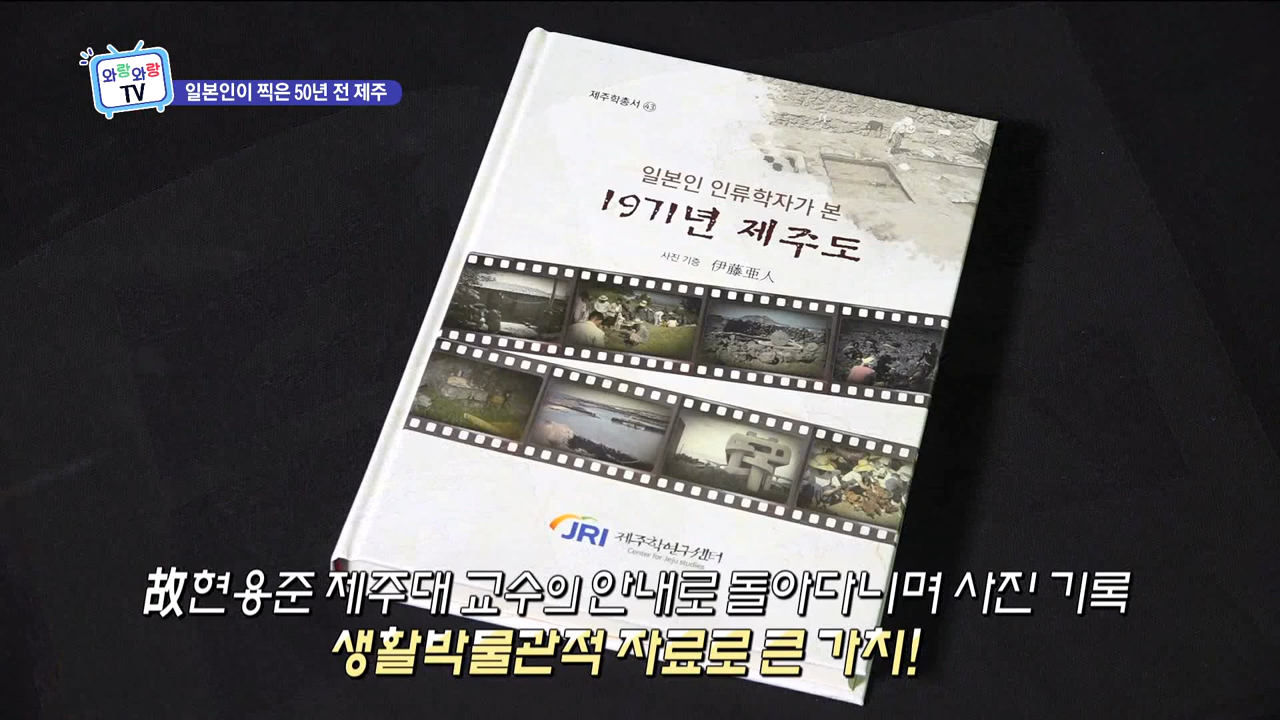 와랑와랑
TV
일본인이 찍은 50년 전 제주
제주학총서 ㊸
일본인 인류학자가 본
1971년 제주도
사진 기증 伊藤亜人
JRI 제주학연구센터
Center for Jeju studies
故현용준 제주대 교수의 안내로 돌아다니며 사진 기록
생활박물관적 자료로 큰 가치!